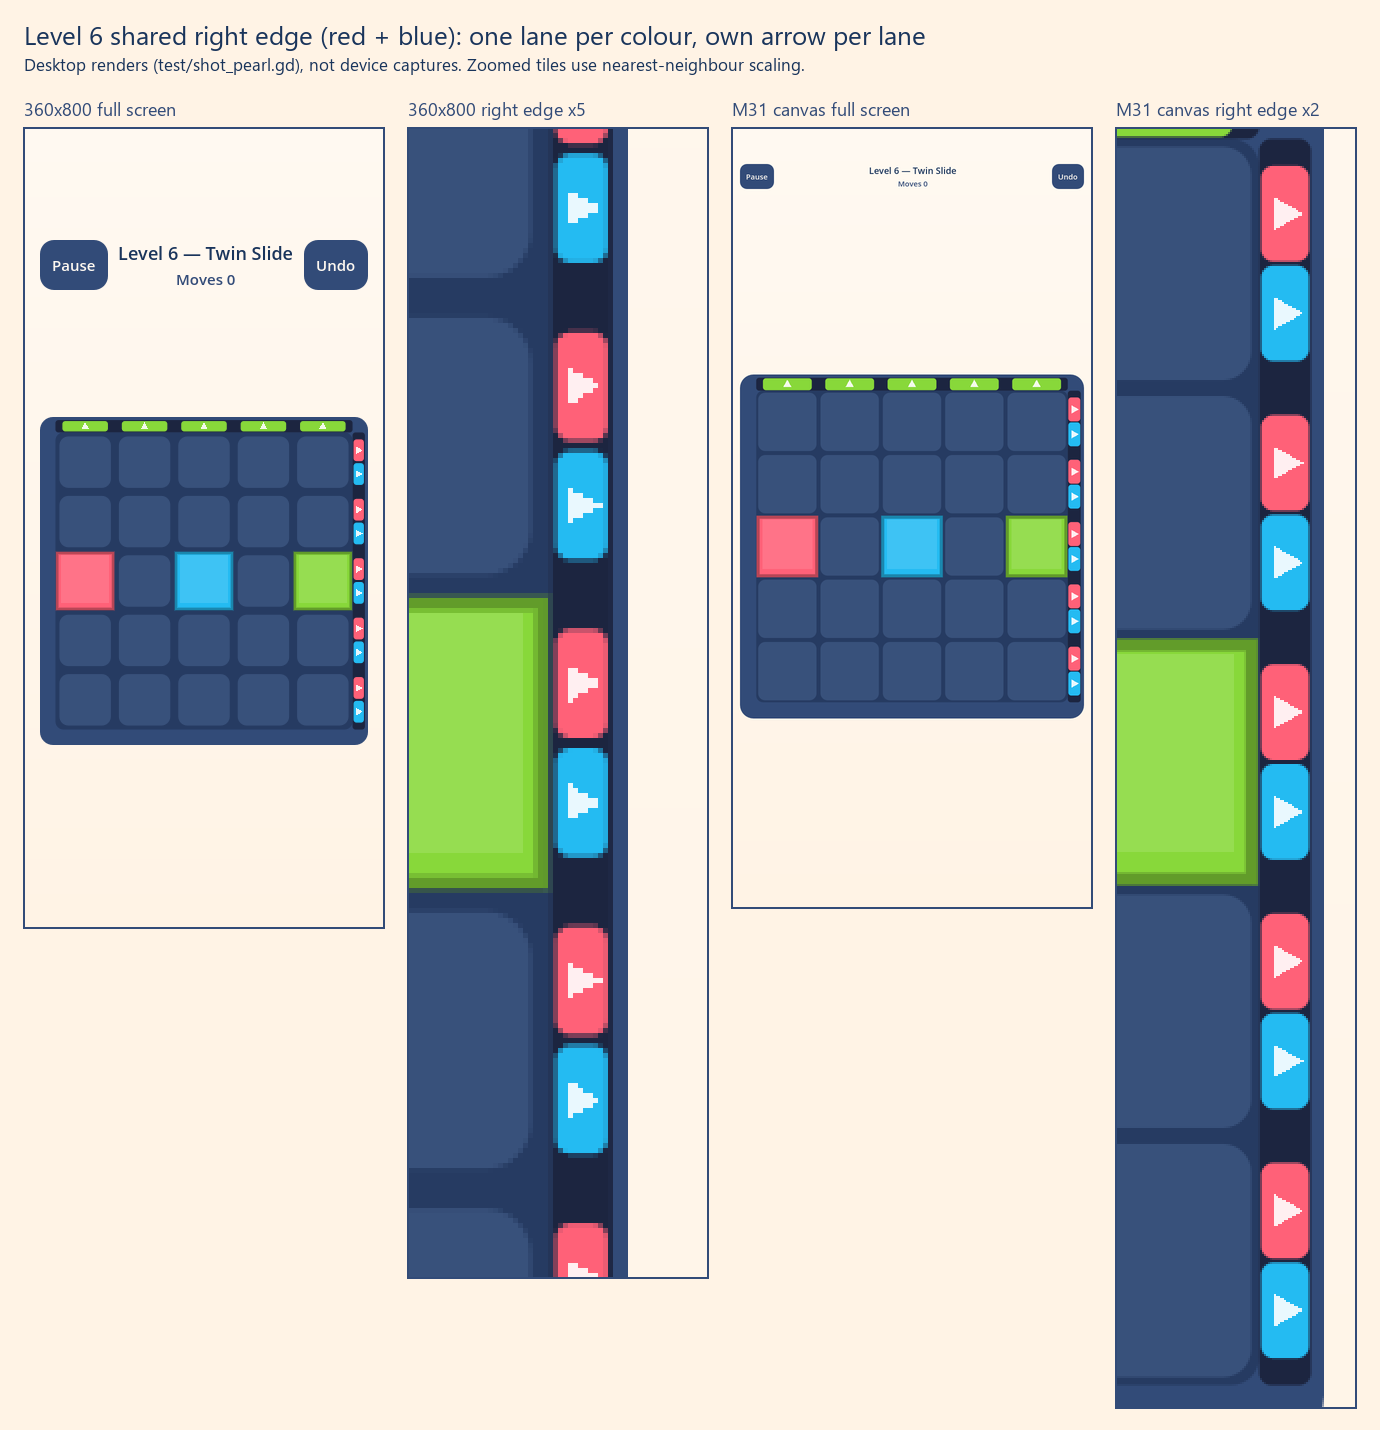 Level 6 shared right edge (red + blue): one lane per colour, own arrow per lane
Desktop renders (test/shot_pearl.gd), not device captures. Zoomed tiles use nearest-neighbour scaling.
360x800 full screen
360x800 right edge x5
M31 canvas full screen
M31 canvas right edge x2
Pause
Level 6 — Twin Slide
Moves 0
Undo
Pause
Level 6 — Twin Slide
Moves 0
Undo